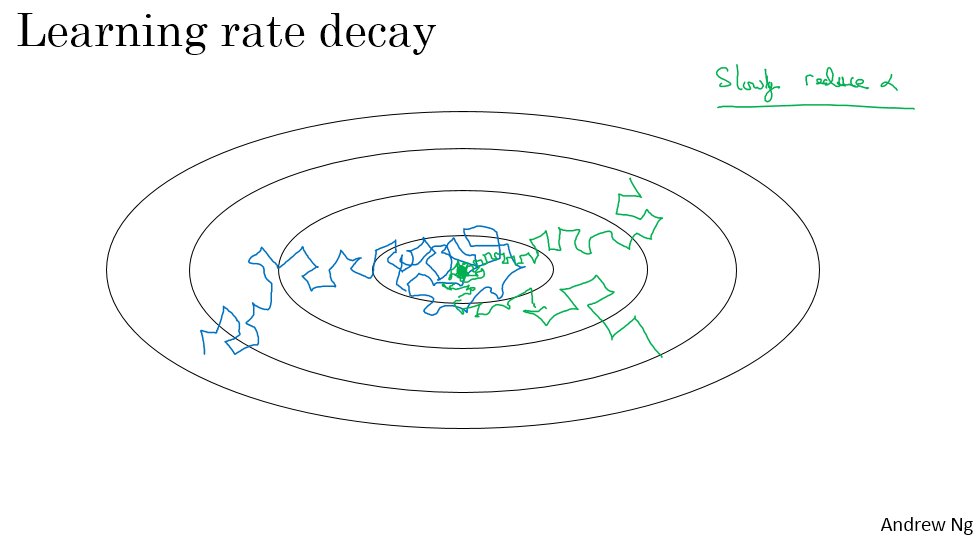 Learning rate decay
Slowly reduce α
Andrew Ng